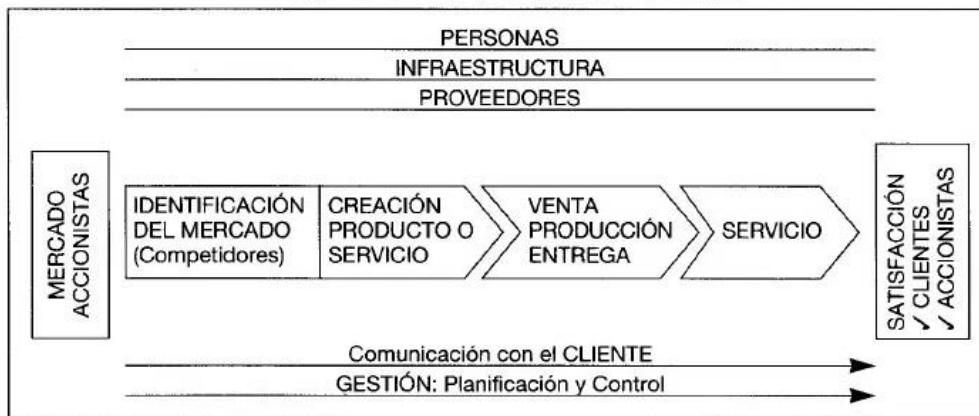 PERSONAS
INFRAESTRUCTURA
PROVEEDORES
MERCADO
ACCIONISTAS
IDENTIFICACIÓN
DEL MERCADO
(Competidores)
CREACIÓN
PRODUCTO O
SERVICIO
VENTA
PRODUCCIÓN
ENTREGA
SERVICIO
SATISFACCIÓN
✓ CLIENTES
✓ ACCIONISTAS
Comunicación con el CLIENTE
GESTIÓN: Planificación y Control